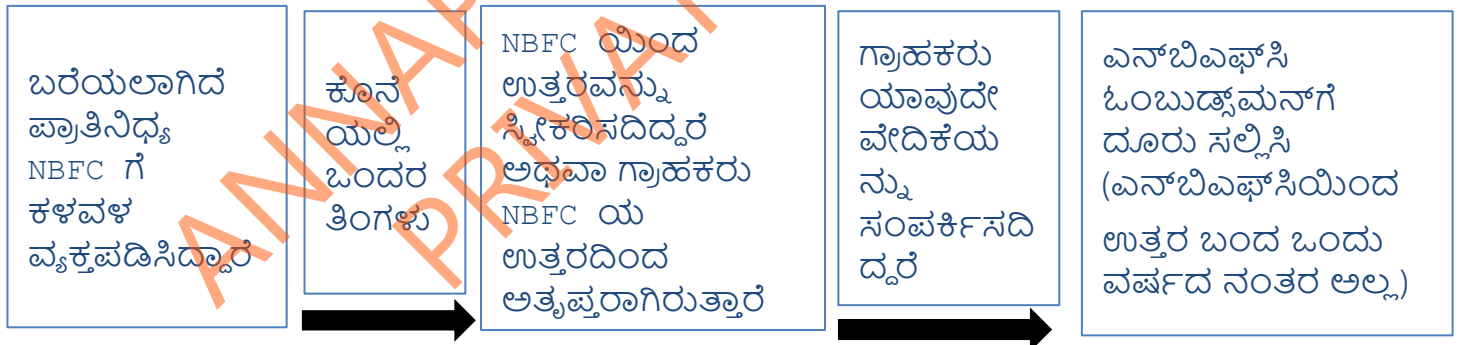 ಬರೆಯಲಾಗಿದೆ
ಪ್ರಾತಿನಿಧ್ಯ
NBFC ಗೆ
ಕಳವಳ
ವ್ಯಕ್ತಪಡಿಸಿದ್ದಾರೆ
ಕೊನೆ
ಯಲ್ಲಿ
ಒಂದರ
ತಿಂಗಳು
NBFC ಯಿಂದ
ಉತ್ತರವನ್ನು
ಸ್ವೀಕರಿಸದಿದ್ದರೆ
ಅಥವಾ ಗ್ರಾಹಕರು
NBFC ಯ
ಉತ್ತರದಿಂದ
ಅತೃಪ್ತರಾಗಿರುತ್ತಾರೆ
ಗ್ರಾಹಕರು
ಯಾವುದೇ
ವೇದಿಕೆಯ
ನ್ನು
ಸಂಪರ್ಕಿಸದಿ
ದ್ದರೆ
ಎನ್‌ಬಿಎಫ್‌ಸಿ
ಓಂಬುಡ್ಸ್‌ಮನ್‌ಗೆ
ದೂರು ಸಲ್ಲಿಸಿ
(ಎನ್‌ಬಿಎಫ್‌ಸಿಯಿಂದ
ಉತ್ತರ ಬಂದ ಒಂದು
ವರ್ಷದ ನಂತರ ಅಲ್ಲ)